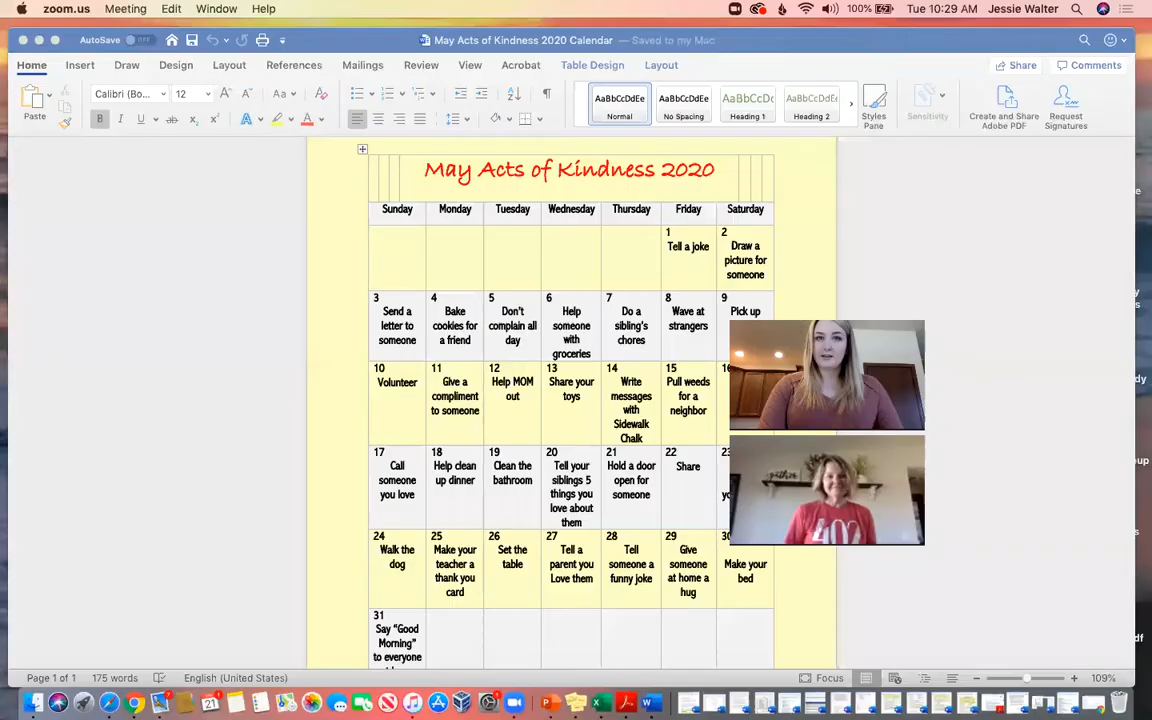 zoom.us Meeting Edit Window Help 100% Tue 10:29 AM Jessie Walter
AutoSave OFF May Acts of Kindness 2020 Calendar — Saved to my Mac
Home Insert Draw Design Layout References Mailings Review View Acrobat Table Design Layout Share Comments
Calibri (Bo... 12 Aa AaBbCcDdEe AaBbCcDdEe AaBbCcDc AaBbCcDdEe
Paste B I U ab x₂ x² A A Normal No Spacing Heading 1 Heading 2 Styles Pane Sensitivity Create and Share Adobe PDF Request Signatures
May Acts of Kindness 2020
Sunday Monday Tuesday Wednesday Thursday Friday Saturday
1 Tell a joke
2 Draw a picture for someone
3 Send a letter to someone
4 Bake cookies for a friend
5 Don't complain all day
6 Help someone with groceries
7 Do a sibling's chores
8 Wave at strangers
9 Pick up
10 Volunteer
11 Give a compliment to someone
12 Help MOM out
13 Share your toys
14 Write messages with Sidewalk Chalk
15 Pull weeds for a neighbor
17 Call someone you love
18 Help clean up dinner
19 Clean the bathroom
20 Tell your siblings 5 things you love about them
21 Hold a door open for someone
22 Share
24 Walk the dog
25 Make your teacher a thank you card
26 Set the table
27 Tell a parent you Love them
28 Tell someone a funny joke
29 Give someone at home a hug
30 Make your bed
31 Say “Good Morning” to everyone
402
Page 1 of 1 175 words English (United States) Focus 109%